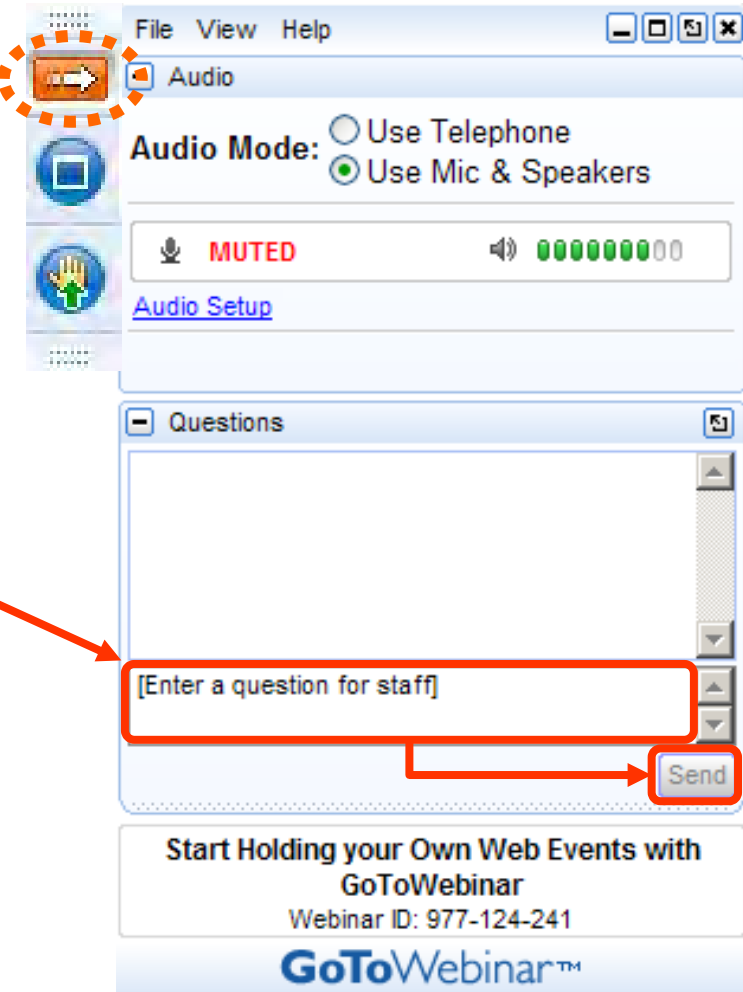 File View Help
Audio
Audio Mode: Use Telephone
Use Mic & Speakers
MUTED
Audio Setup
Questions
[Enter a question for staff]
Send
Start Holding your Own Web Events with
GoToWebinar
Webinar ID: 977-124-241
GoToWebinar™